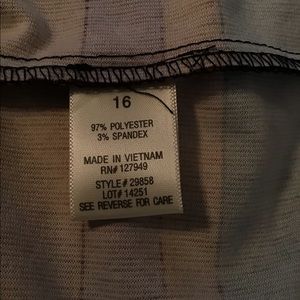 16
97% POLYESTER
3% SPANDEX
MADE IN VIETNAM
RN# 127949
STYLE# 29858
LOT# 14251
SEE REVERSE FOR CARE